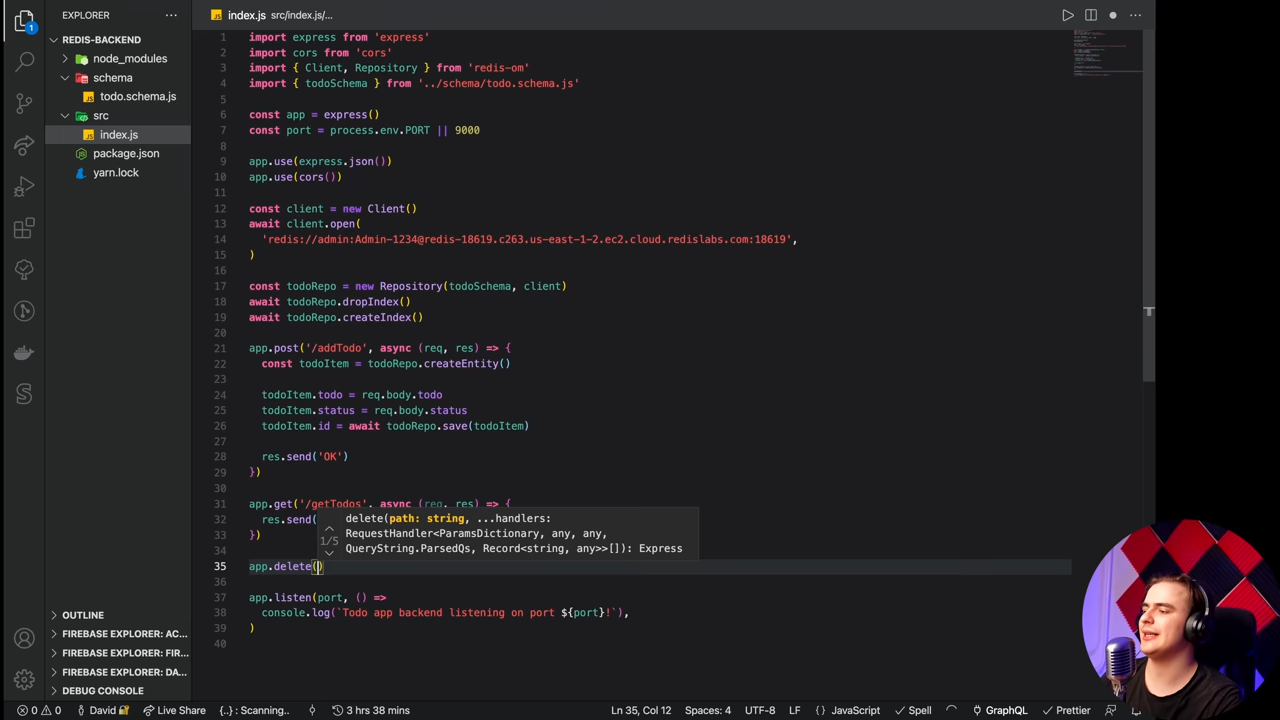 EXPLORER
index.js src/index.js/...
1
REDIS-BACKEND
node_modules
schema
todo.schema.js
src
index.js
package.json
yarn.lock
OUTLINE
FIREBASE EXPLORER: AC...
FIREBASE EXPLORER: FIR...
FIREBASE EXPLORER: DA...
DEBUG CONSOLE
1 import express from 'express'
2 import cors from 'cors'
3 import { Client, Repository } from 'redis-om'
4 import { todoSchema } from '../schema/todo.schema.js'
5
6 const app = express()
7 const port = process.env.PORT || 9000
8
9 app.use(express.json())
10 app.use(cors())
11
12 const client = new Client()
13 await client.open(
14 'redis://admin:Admin-1234@redis-18619.c263.us-east-1-2.ec2.cloud.redislabs.com:18619',
15 )
16
17 const todoRepo = new Repository(todoSchema, client)
18 await todoRepo.dropIndex()
19 await todoRepo.createIndex()
20
21 app.post('/addTodo', async (req, res) => {
22 const todoItem = todoRepo.createEntity()
23
24 todoItem.todo = req.body.todo
25 todoItem.status = req.body.status
26 todoItem.id = await todoRepo.save(todoItem)
27
28 res.send('OK')
29 })
30
31 app.get('/getTodos', async (req, res) => {
32 res.send(
33 })
34
35 app.delete()
36
37 app.listen(port, () =>
38 console.log(`Todo app backend listening on port ${port}!`),
39 )
40
1/5
delete(path: string, ...handlers:
RequestHandler<ParamsDictionary, any, any,
QueryString.ParsedQs, Record<string, any>>[]): Express
0 0 David Live Share {..} : Scanning.. 3 hrs 38 mins Ln 35, Col 12 Spaces: 4 UTF-8 LF {} JavaScript Spell GraphQL Prettier